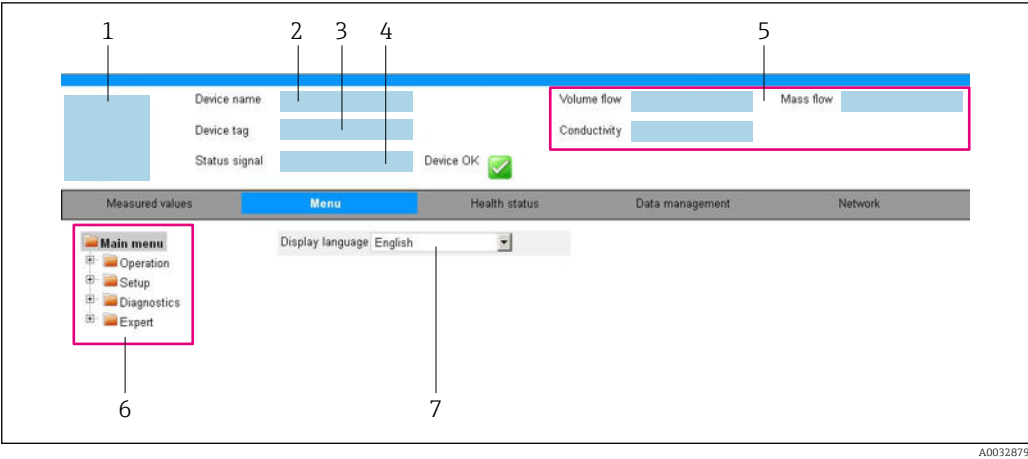 1 2 3 4 5
Device name Volume flow Mass flow
Device tag Conductivity
Status signal Device OK
Measured values Menu Health status Data management Network
Main menu Display language English
Operation
Setup
Diagnostics
Expert
6 7
A0032879